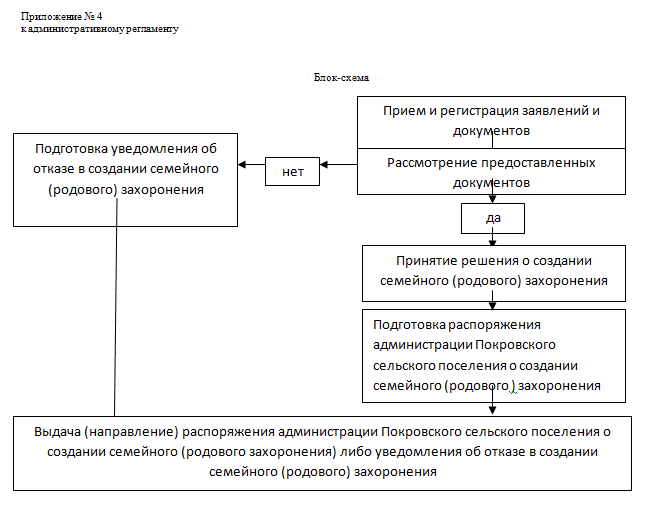 Приложение № 4
к административному регламенту
Блок-схема
Прием и регистрация заявлений и
документов
Рассмотрение предоставленных
документов
нет
Подготовка уведомления об
отказе в создании семейного
(родового) захоронения
да
Принятие решения о создании
семейного (родового) захоронения
Подготовка распоряжения
администрации Покровского
сельского поселения о создании
семейного (родового ) захоронения
Выдача (направление) распоряжения администрации Покровского сельского поселения о
создании семейного (родового захоронения) либо уведомления об отказе в создании
семейного (родового) захоронения